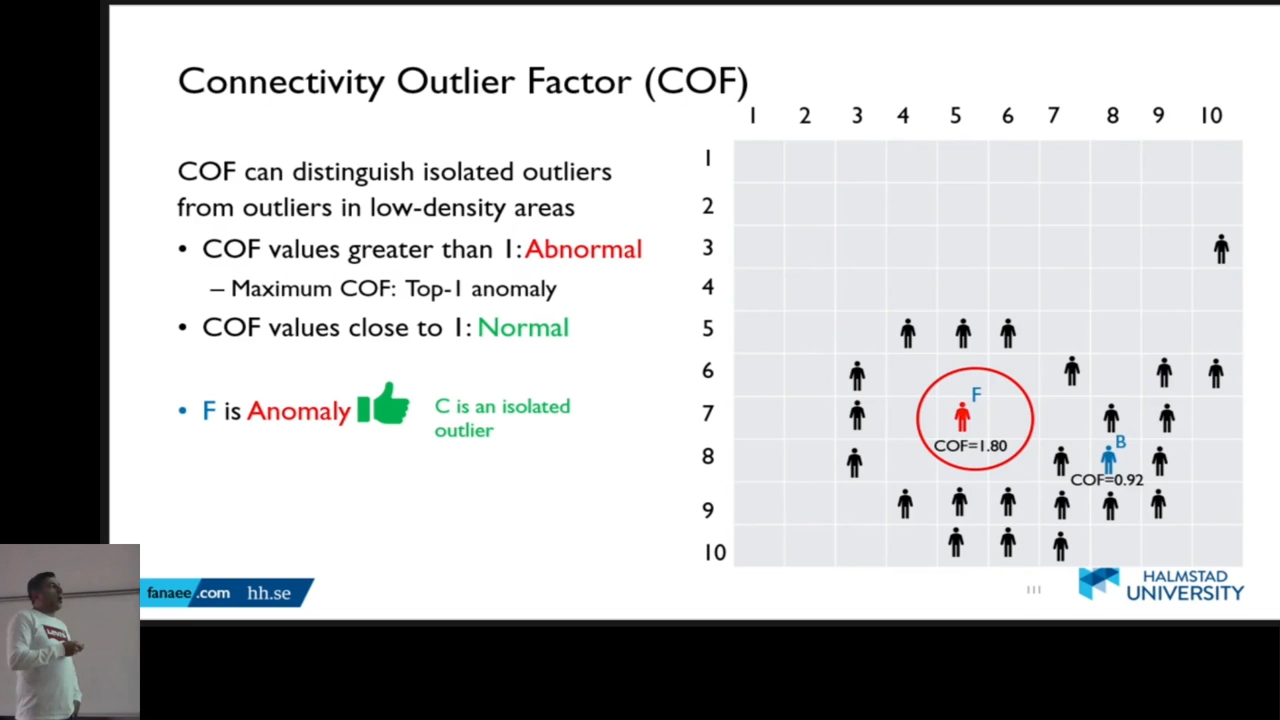 Connectivity Outlier Factor (COF)
COF can distinguish isolated outliers
from outliers in low-density areas
• COF values greater than 1: Abnormal
– Maximum COF: Top-1 anomaly
• COF values close to 1: Normal
• F is Anomaly
C is an isolated
outlier
1 2 3 4 5 6 7 8 9 10
1
2
3
4
5
6
7
8
9
10
F
COF=1.80
B
COF=0.92
fanaee.com hh.se
111
HALMSTAD
UNIVERSITY